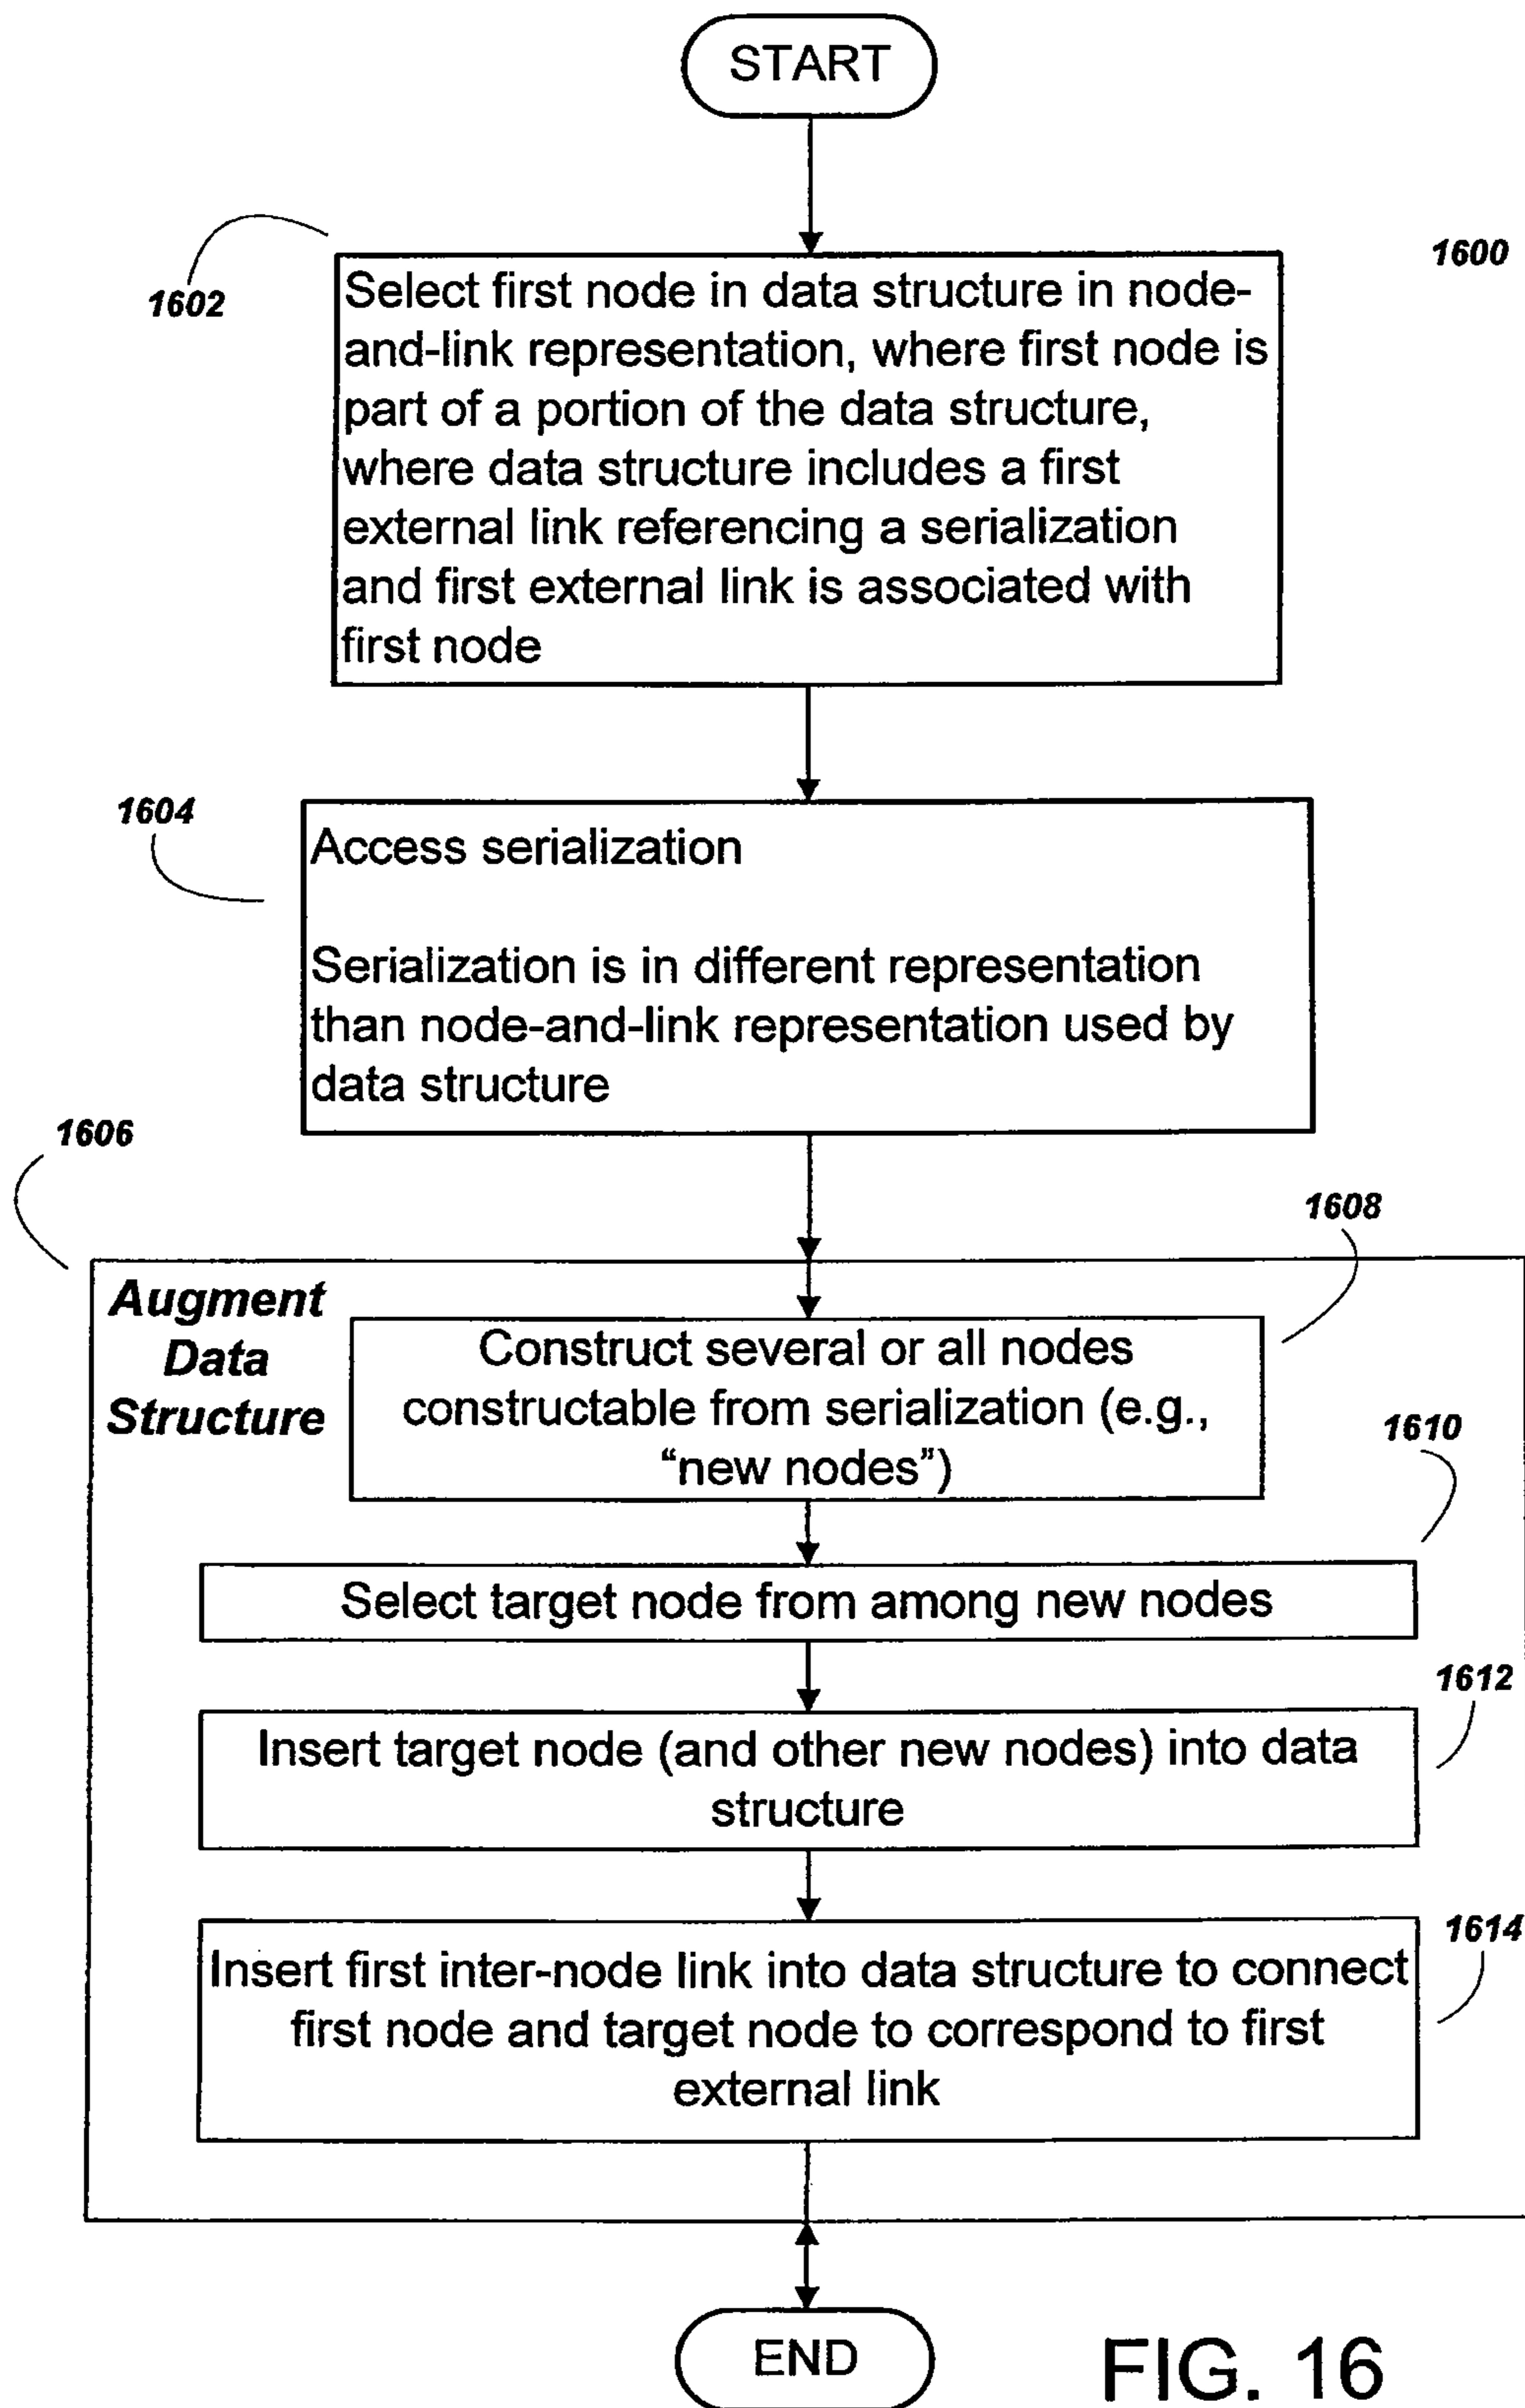 START
1600
1602
Select first node in data structure in node-
and-link representation, where first node is
part of a portion of the data structure,
where data structure includes a first
external link referencing a serialization
and first external link is associated with
first node
1604
Access serialization
Serialization is in different representation
than node-and-link representation used by
data structure
1606
Augment
Data
Structure
1608
Construct several or all nodes
constructable from serialization (e.g.,
“new nodes”)
1610
Select target node from among new nodes
1612
Insert target node (and other new nodes) into data
structure
1614
Insert first inter-node link into data structure to connect
first node and target node to correspond to first
external link
END
FIG. 16